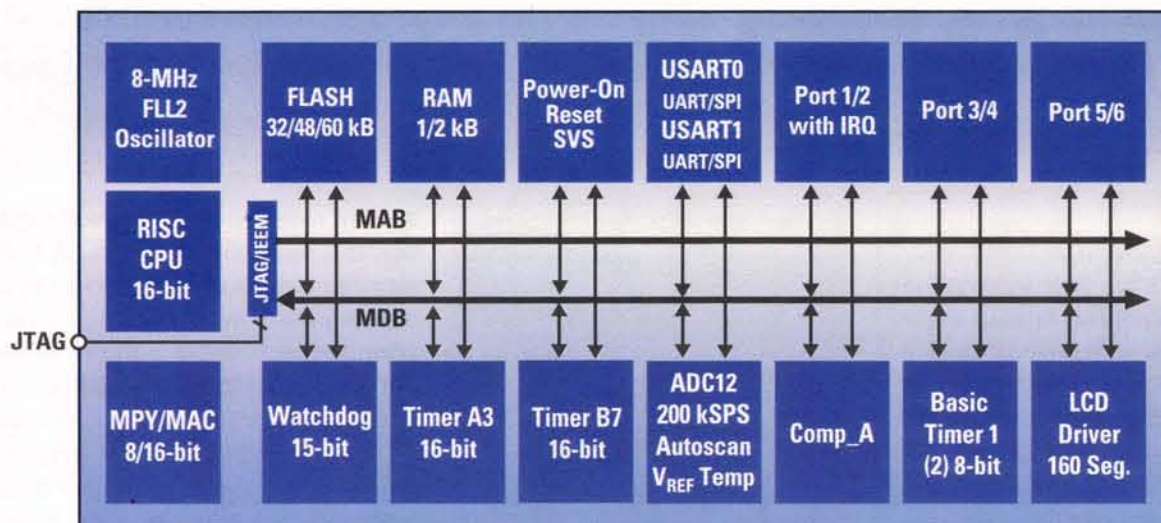 8-MHz
FLL2
Oscillator
FLASH
32/48/60 kB
RAM
1/2 kB
Power-On
Reset
SVS
USART0
UART/SPI
USART1
UART/SPI
Port 1/2
with IRQ
Port 3/4
Port 5/6
RISC
CPU
16-bit
JTAG/IEEM
MAB
MDB
JTAG
MPY/MAC
8/16-bit
Watchdog
15-bit
Timer A3
16-bit
Timer B7
16-bit
ADC12
200 kSPS
Autoscan
VREF Temp
Comp_A
Basic
Timer 1
(2) 8-bit
LCD
Driver
160 Seg.